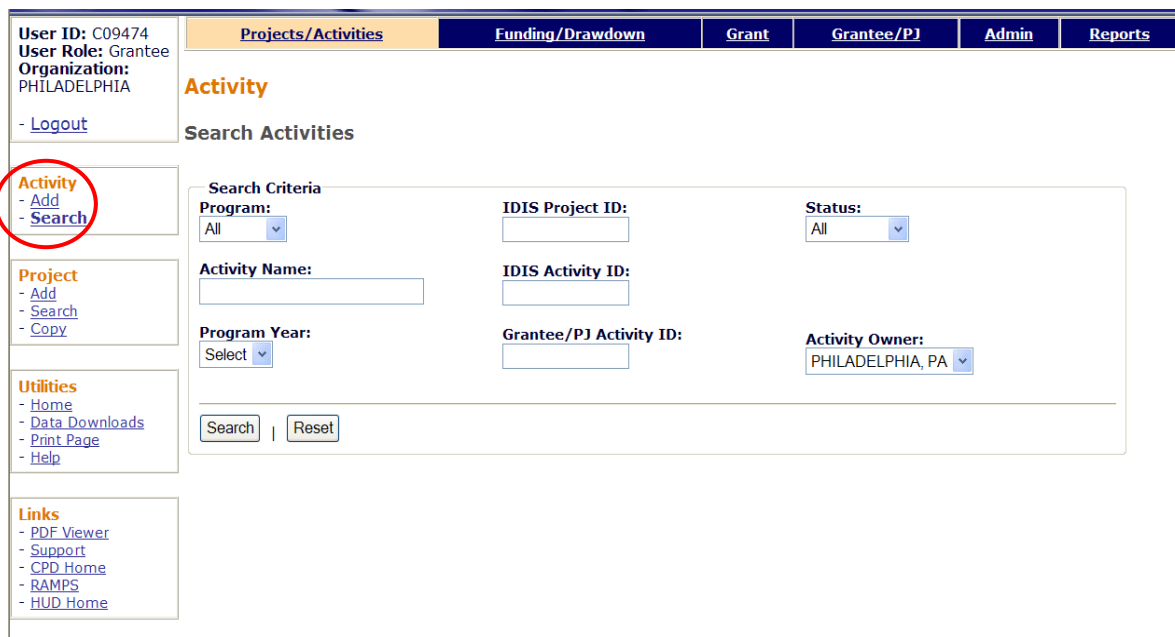 User ID: C09474
User Role: Grantee
Organization:
PHILADELPHIA
- Logout
Projects/Activities Funding/Drawdown Grant Grantee/PJ Admin Reports
Activity
Search Activities
Activity
- Add
- Search
Project
- Add
- Search
- Copy
Utilities
- Home
- Data Downloads
- Print Page
- Help
Links
- PDF Viewer
- Support
- CPD Home
- RAMPS
- HUD Home
Search Criteria
Program: IDIS Project ID: Status:
All All
Activity Name: IDIS Activity ID:
Program Year: Grantee/PJ Activity ID: Activity Owner:
Select PHILADELPHIA, PA
Search | Reset